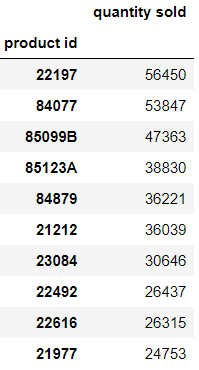 quantity sold
product id
22197 56450
84077 53847
85099B 47363
85123A 38830
84879 36221
21212 36039
23084 30646
22492 26437
22616 26315
21977 24753